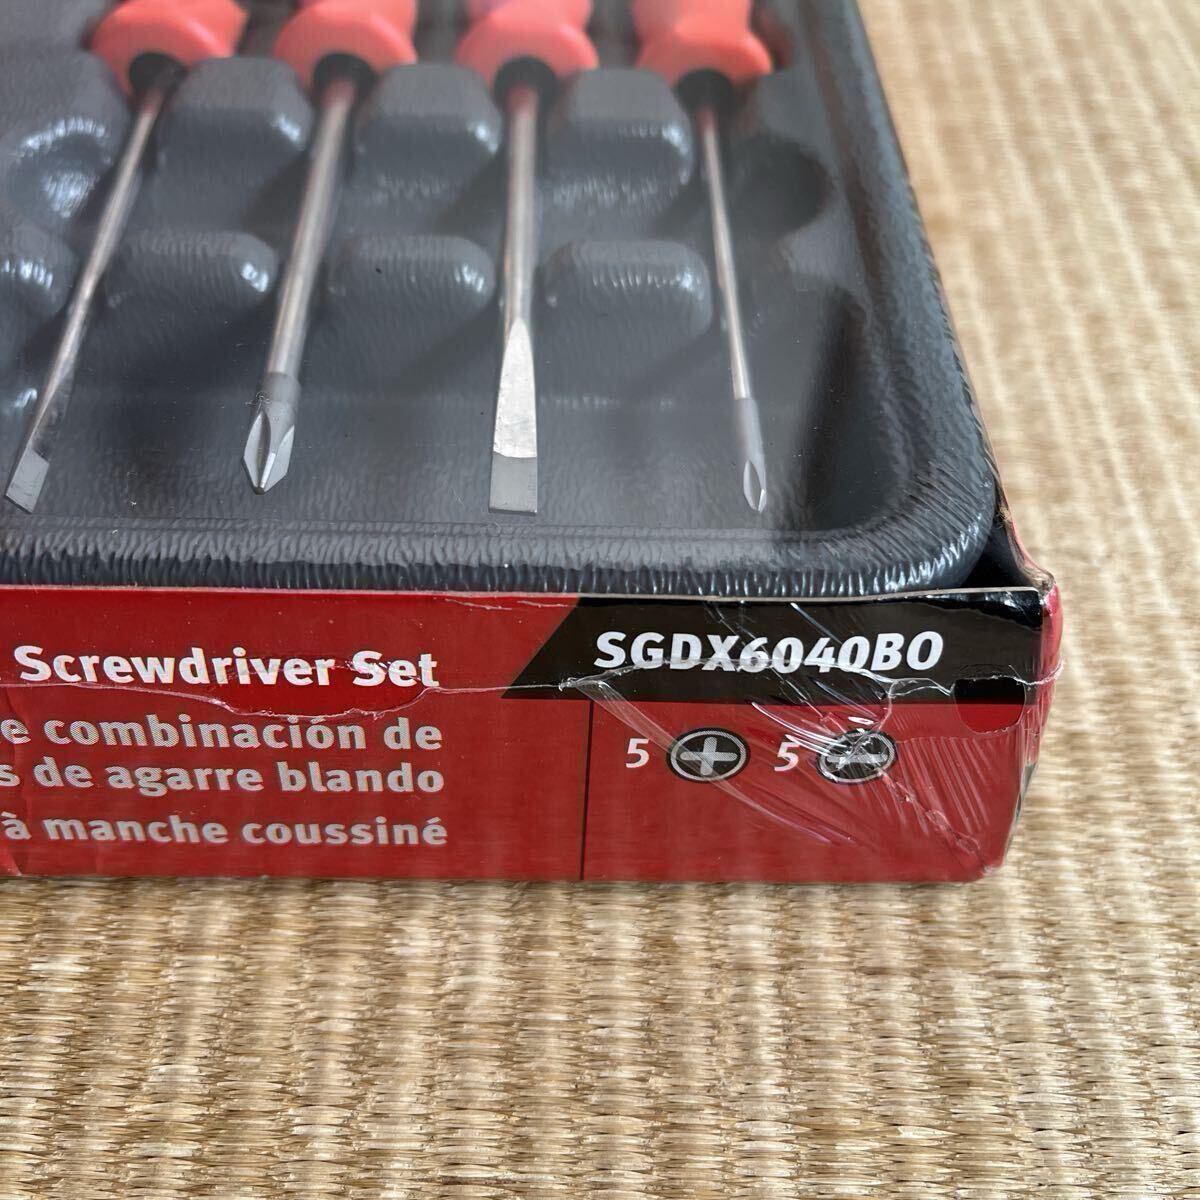 Screwdriver Set
SGDX6040BO
e combinación de
s de agarre blando
à manche coussiné
5 5